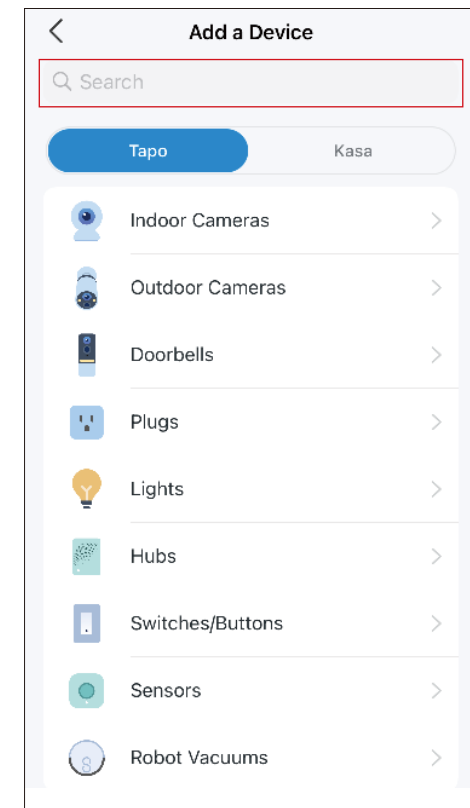 Add a Device
Search
Tapo Kasa
Indoor Cameras
Outdoor Cameras
Doorbells
Plugs
Lights
Hubs
Switches/Buttons
Sensors
Robot Vacuums